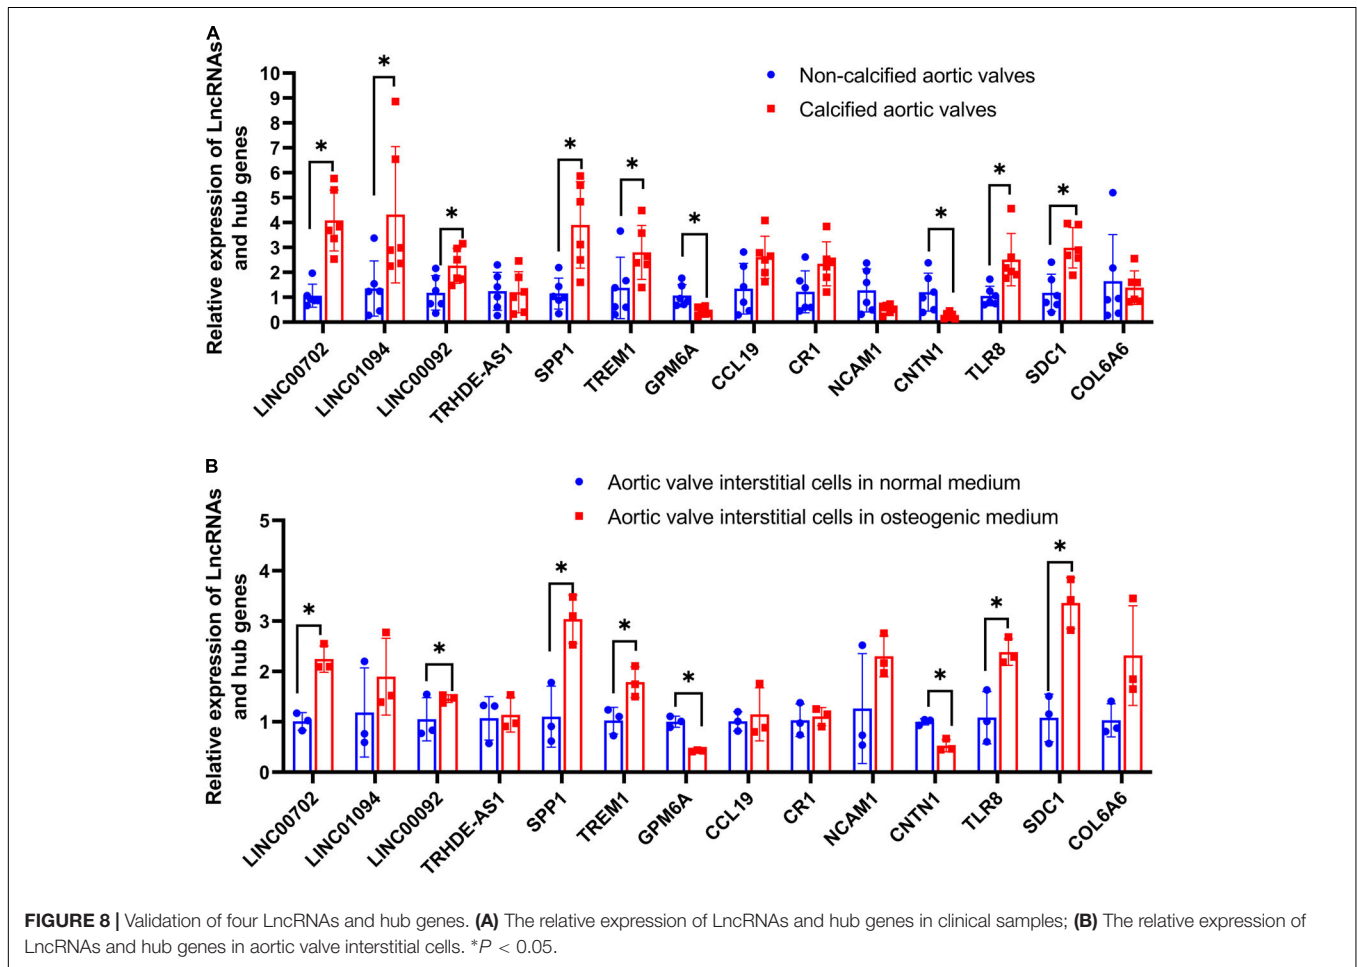 A
Relative expression of LncRNAs
and hub genes
10
9
8
7
6
5
4
3
2
1
0
Non-calcified aortic valves
Calcified aortic valves
* * * * * * * * *
LINC00702 LINC01094 LINC00092 TRHDE-AS1 SPP1 TREM1 GPM6A CCL19 CR1 NCAM1 CNTN1 TLR8 SDC1 COL6A6
B
Relative expression of LncRNAs
and hub genes
5
4
3
2
1
0
Aortic valve interstitial cells in normal medium
Aortic valve interstitial cells in osteogenic medium
* * * * * * * *
LINC00702 LINC01094 LINC00092 TRHDE-AS1 SPP1 TREM1 GPM6A CCL19 CR1 NCAM1 CNTN1 TLR8 SDC1 COL6A6
FIGURE 8 | Validation of four LncRNAs and hub genes. (A) The relative expression of LncRNAs and hub genes in clinical samples; (B) The relative expression of
LncRNAs and hub genes in aortic valve interstitial cells. *P < 0.05.